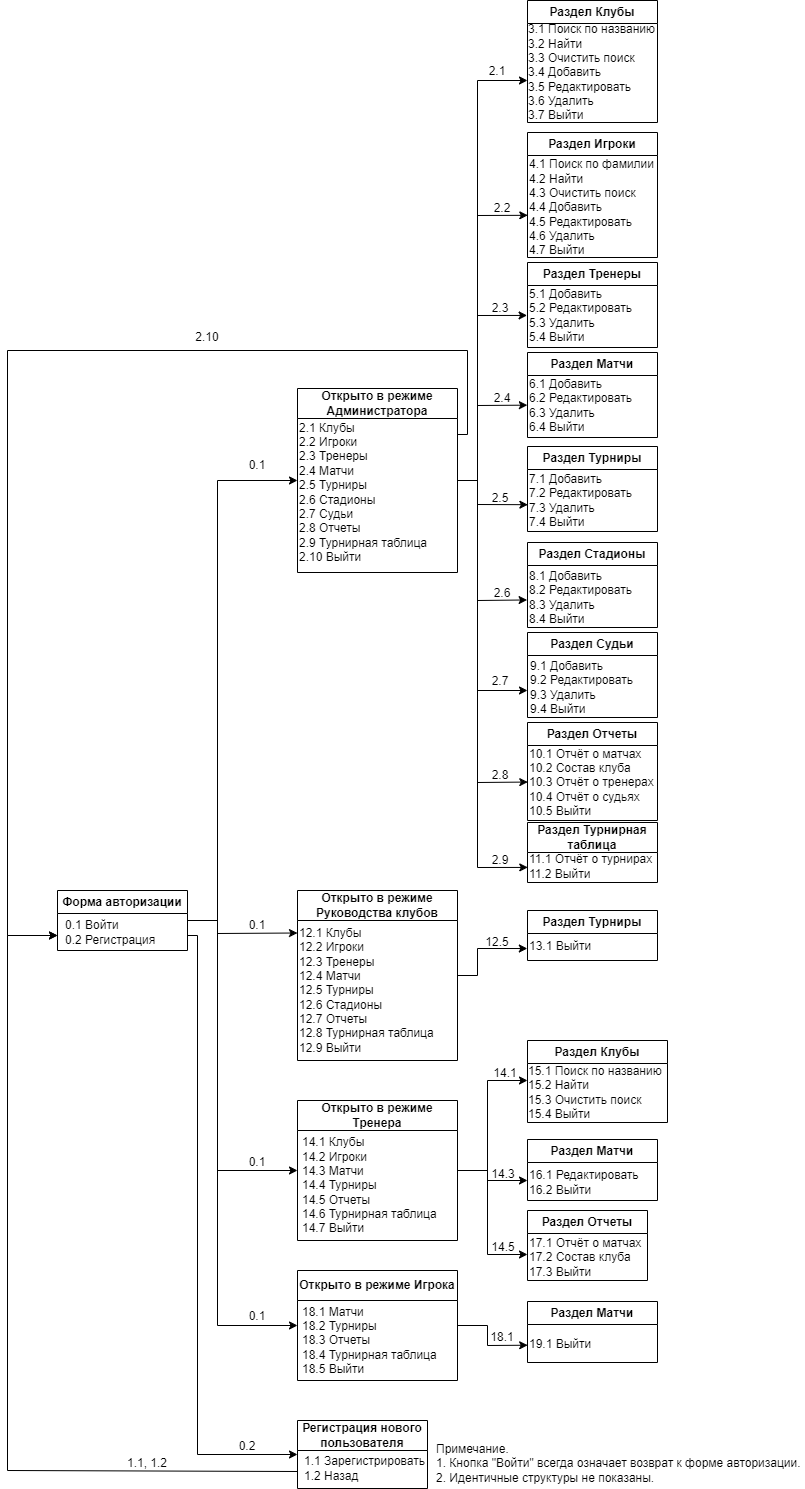 Раздел Клубы
3.1 Поиск по названию
3.2 Найти
3.3 Очистить поиск
3.4 Добавить
3.5 Редактировать
3.6 Удалить
3.7 Выйти
2.1
Раздел Игроки
4.1 Поиск по фамилии
4.2 Найти
4.3 Очистить поиск
4.4 Добавить
4.5 Редактировать
4.6 Удалить
4.7 Выйти
2.2
Раздел Тренеры
5.1 Добавить
5.2 Редактировать
5.3 Удалить
5.4 Выйти
2.3
2.10
Раздел Матчи
6.1 Добавить
6.2 Редактировать
6.3 Удалить
6.4 Выйти
2.4
Открыто в режиме
Администратора
2.1 Клубы
2.2 Игроки
2.3 Тренеры
2.4 Матчи
2.5 Турниры
2.6 Стадионы
2.7 Судьи
2.8 Отчеты
2.9 Турнирная таблица
2.10 Выйти
0.1
Раздел Турниры
7.1 Добавить
7.2 Редактировать
7.3 Удалить
7.4 Выйти
2.5
Раздел Стадионы
8.1 Добавить
8.2 Редактировать
8.3 Удалить
8.4 Выйти
2.6
Раздел Судьи
9.1 Добавить
9.2 Редактировать
9.3 Удалить
9.4 Выйти
2.7
Раздел Отчеты
10.1 Отчёт о матчах
10.2 Состав клуба
10.3 Отчёт о тренерах
10.4 Отчёт о судьях
10.5 Выйти
2.8
Раздел Турнирная
таблица
11.1 Отчёт о турнирах
11.2 Выйти
2.9
Форма авторизации
0.1 Войти
0.2 Регистрация
0.1
Открыто в режиме
Руководства клубов
12.1 Клубы
12.2 Игроки
12.3 Тренеры
12.4 Матчи
12.5 Турниры
12.6 Стадионы
12.7 Отчеты
12.8 Турнирная таблица
12.9 Выйти
12.5
Раздел Турниры
13.1 Выйти
14.1
Раздел Клубы
15.1 Поиск по названию
15.2 Найти
15.3 Очистить поиск
15.4 Выйти
0.1
Открыто в режиме
Тренера
14.1 Клубы
14.2 Игроки
14.3 Матчи
14.4 Турниры
14.5 Отчеты
14.6 Турнирная таблица
14.7 Выйти
14.3
Раздел Матчи
16.1 Редактировать
16.2 Выйти
14.5
Раздел Отчеты
17.1 Отчёт о матчах
17.2 Состав клуба
17.3 Выйти
0.1
Открыто в режиме Игрока
18.1 Матчи
18.2 Турниры
18.3 Отчеты
18.4 Турнирная таблица
18.5 Выйти
18.1
Раздел Матчи
19.1 Выйти
0.2
1.1, 1.2
Регистрация нового
пользователя
1.1 Зарегистрировать
1.2 Назад
Примечание.
1. Кнопка "Войти" всегда означает возврат к форме авторизации.
2. Идентичные структуры не показаны.